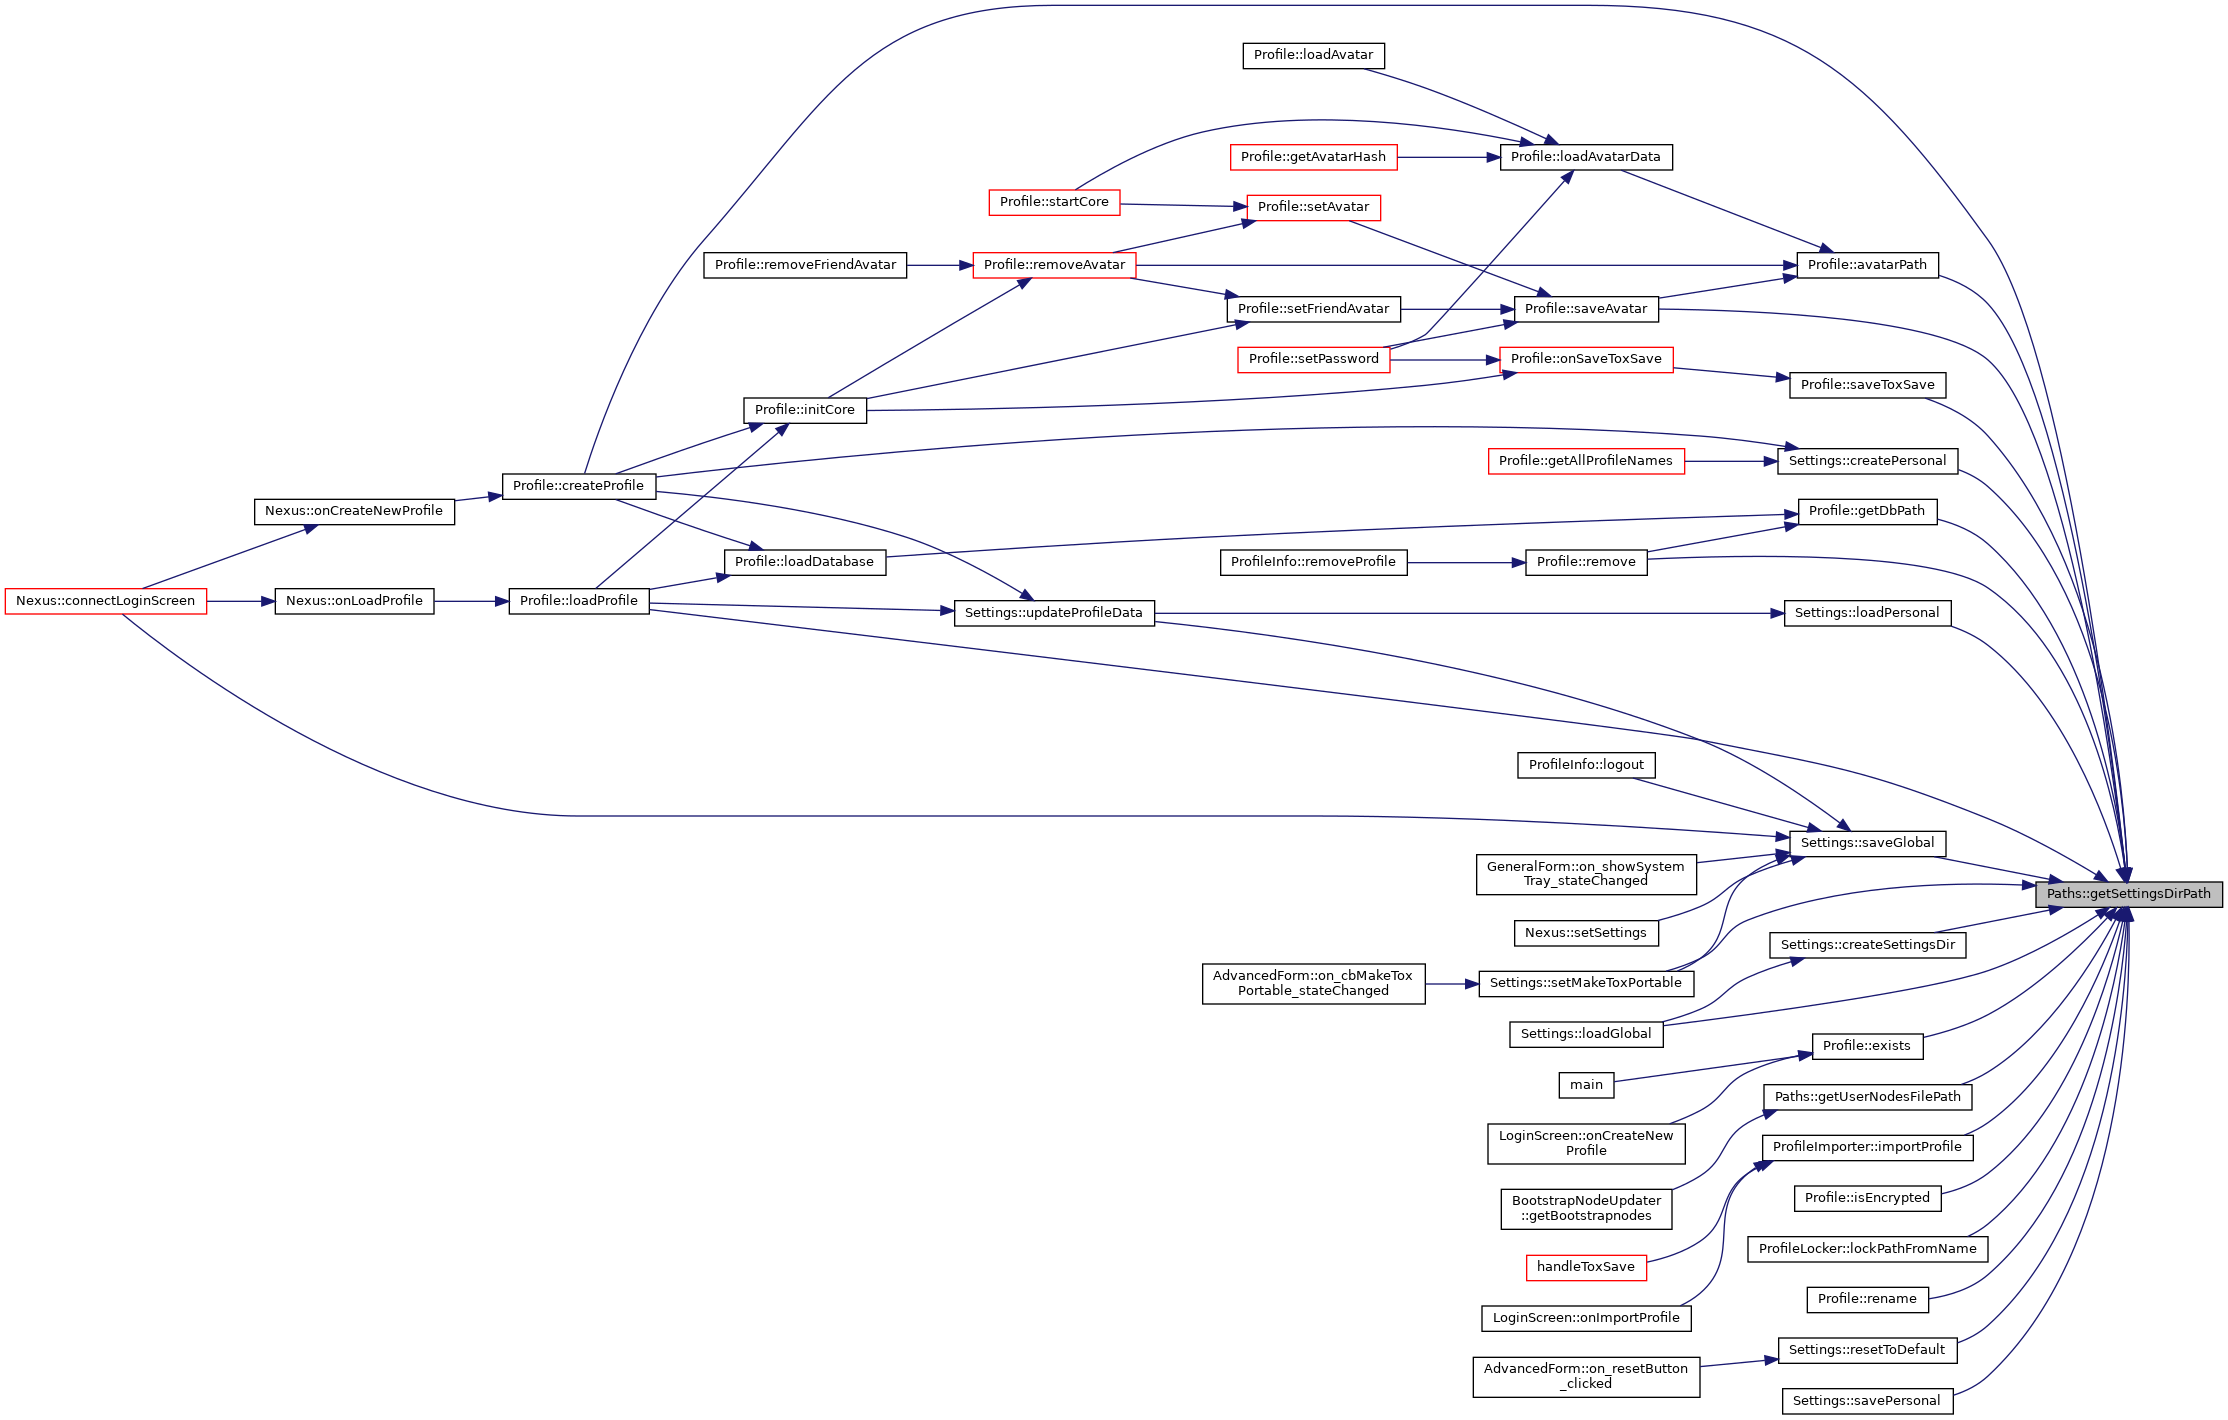 Profile::loadAvatar
Profile::getAvatarHash
Profile::loadAvatarData
Profile::startCore
Profile::setAvatar
Profile::removeFriendAvatar
Profile::removeAvatar
Profile::avatarPath
Profile::setFriendAvatar
Profile::saveAvatar
Profile::setPassword
Profile::onSaveToxSave
Profile::saveToxSave
Profile::initCore
Profile::getAllProfileNames
Settings::createPersonal
Profile::createProfile
Nexus::onCreateNewProfile
Profile::getDbPath
Profile::loadDatabase
ProfileInfo::removeProfile
Profile::remove
Nexus::connectLoginScreen
Nexus::onLoadProfile
Profile::loadProfile
Settings::updateProfileData
Settings::loadPersonal
ProfileInfo::logout
Settings::saveGlobal
GeneralForm::on_showSystem
Tray_stateChanged
Paths::getSettingsDirPath
Nexus::setSettings
Settings::createSettingsDir
AdvancedForm::on_cbMakeTox
Portable_stateChanged
Settings::setMakeToxPortable
Settings::loadGlobal
Profile::exists
main
Paths::getUserNodesFilePath
LoginScreen::onCreateNew
Profile
ProfileImporter::importProfile
BootstrapNodeUpdater
::getBootstrapnodes
Profile::isEncrypted
ProfileLocker::lockPathFromName
handleToxSave
Profile::rename
LoginScreen::onImportProfile
Settings::resetToDefault
AdvancedForm::on_resetButton
_clicked
Settings::savePersonal